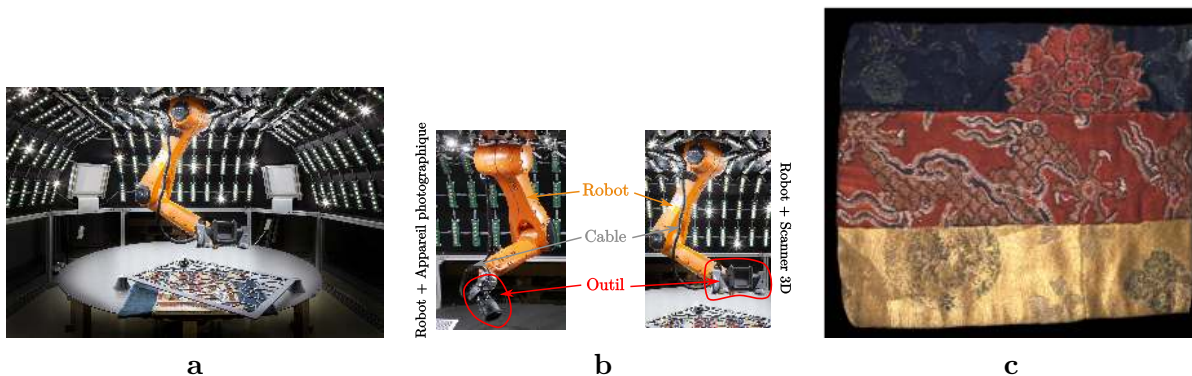 Robot + Appareil photographique
Robot
Cable
Outil
Robot + Scanner 3D
a
b
c